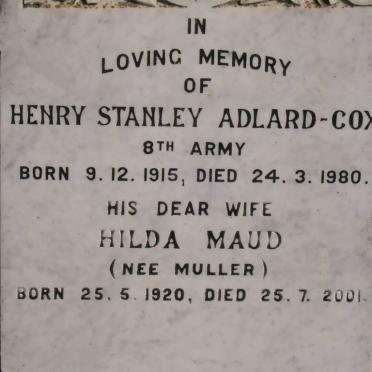 IN
LOVING MEMORY
OF
HENRY STANLEY ADLARD-COX
8TH ARMY
BORN 9.12.1915, DIED 24.3.1980.
HIS DEAR WIFE
HILDA MAUD
(NEE MULLER)
BORN 25.5.1920, DIED 25.7.2001.